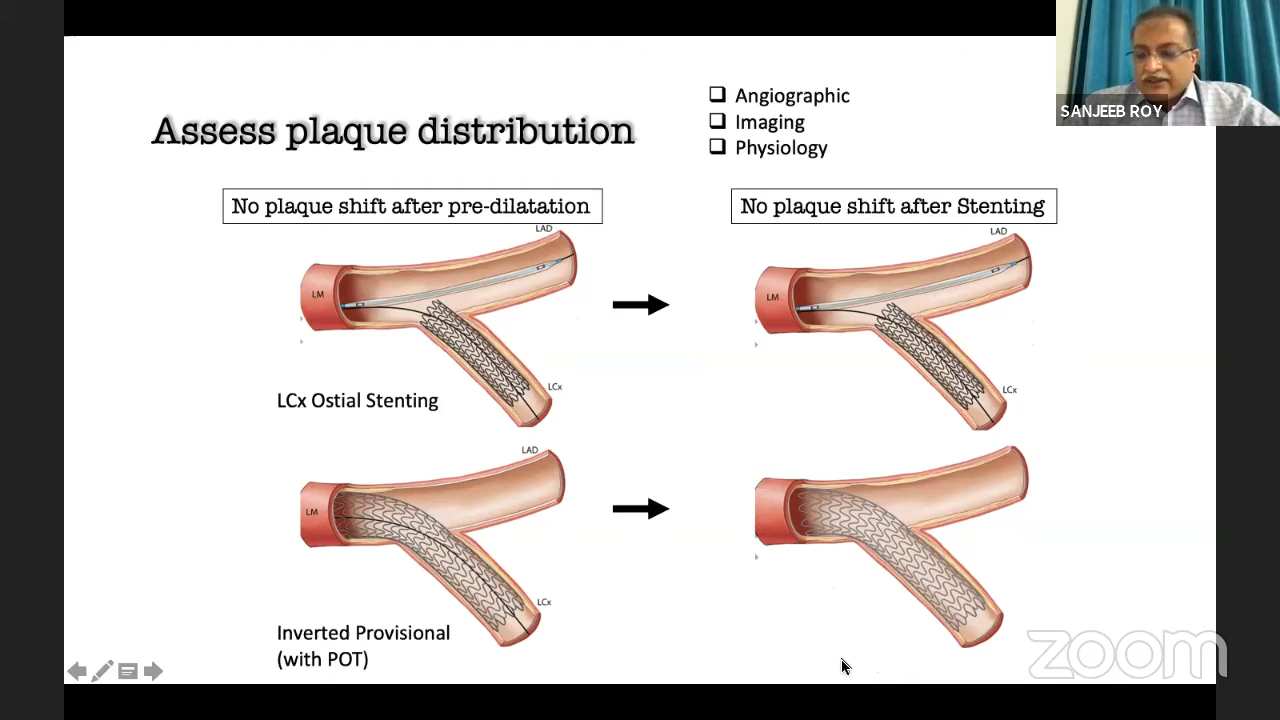 Assess plaque distribution
❑ Angiographic
❑ Imaging
❑ Physiology
SANJEEB ROY
No plaque shift after pre-dilatation
No plaque shift after Stenting
LAD
LAD
LM
LM
LCx
LCx
LCx Ostial Stenting
LAD
LM
LCx
Inverted Provisional
(with POT)
zoom